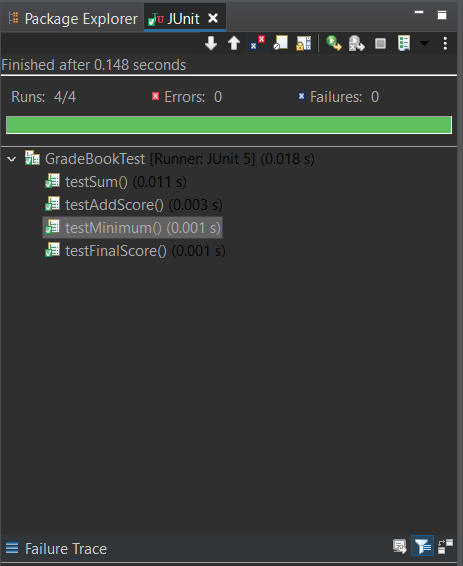 Package Explorer JUnit
Finished after 0.148 seconds
Runs: 4/4 Errors: 0 Failures: 0
GradeBookTest [Runner: JUnit 5] (0.018 s)
testSum() (0.011 s)
testAddScore() (0.003 s)
testMinimum() (0.001 s)
testFinalScore() (0.001 s)
Failure Trace